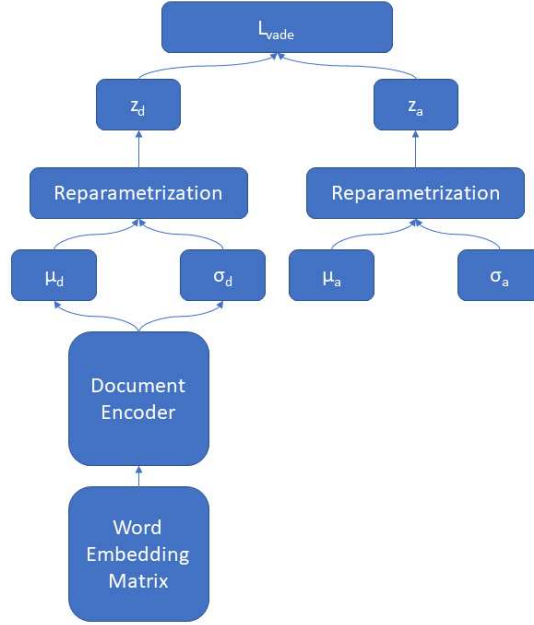 L_vade
z_d
z_a
Reparametrization
Reparametrization
μ_d
σ_d
μ_a
σ_a
Document
Encoder
Word
Embedding
Matrix